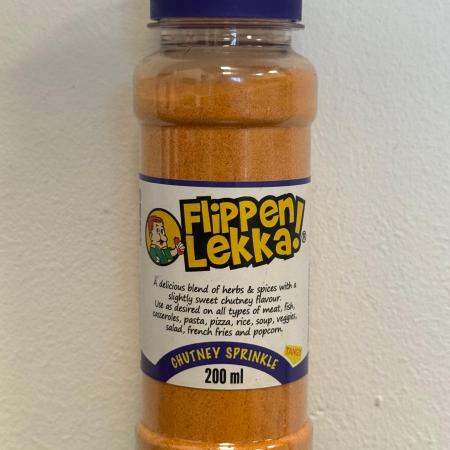 Flippen
Lekka!®
A delicious blend of herbs & spices with a
slightly sweet chutney flavour.
Use as desired on all types of meat, fish,
casseroles, pasta, pizza, rice, soup, veggies,
salad, french fries and popcorn.
CHUTNEY SPRINKLE
TANGY
200 ml